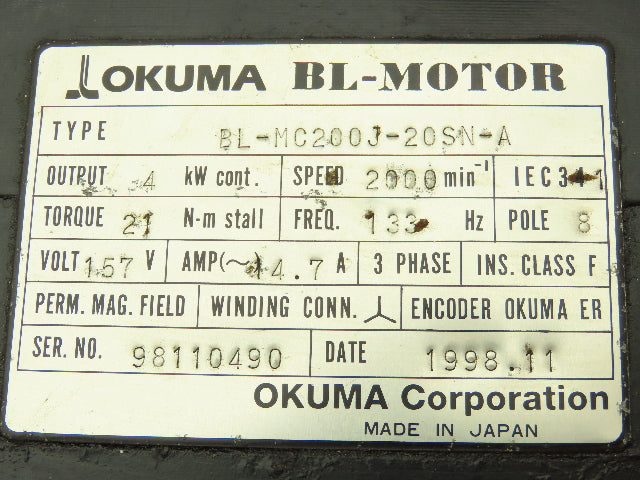 OKUMA BL-MOTOR
TYPE BL-MC200J-20SN-A
OUTPUT 4 kW cont. SPEED 2000 min⁻¹ IEC 34-1
TORQUE 21 N-m stall FREQ. 133 Hz POLE 8
VOLT 157 V AMP(~) 14.7 A 3 PHASE INS. CLASS F
PERM. MAG. FIELD WINDING CONN. ENCODER OKUMA ER
SER. NO. 98110490 DATE 1998.11
OKUMA Corporation
MADE IN JAPAN